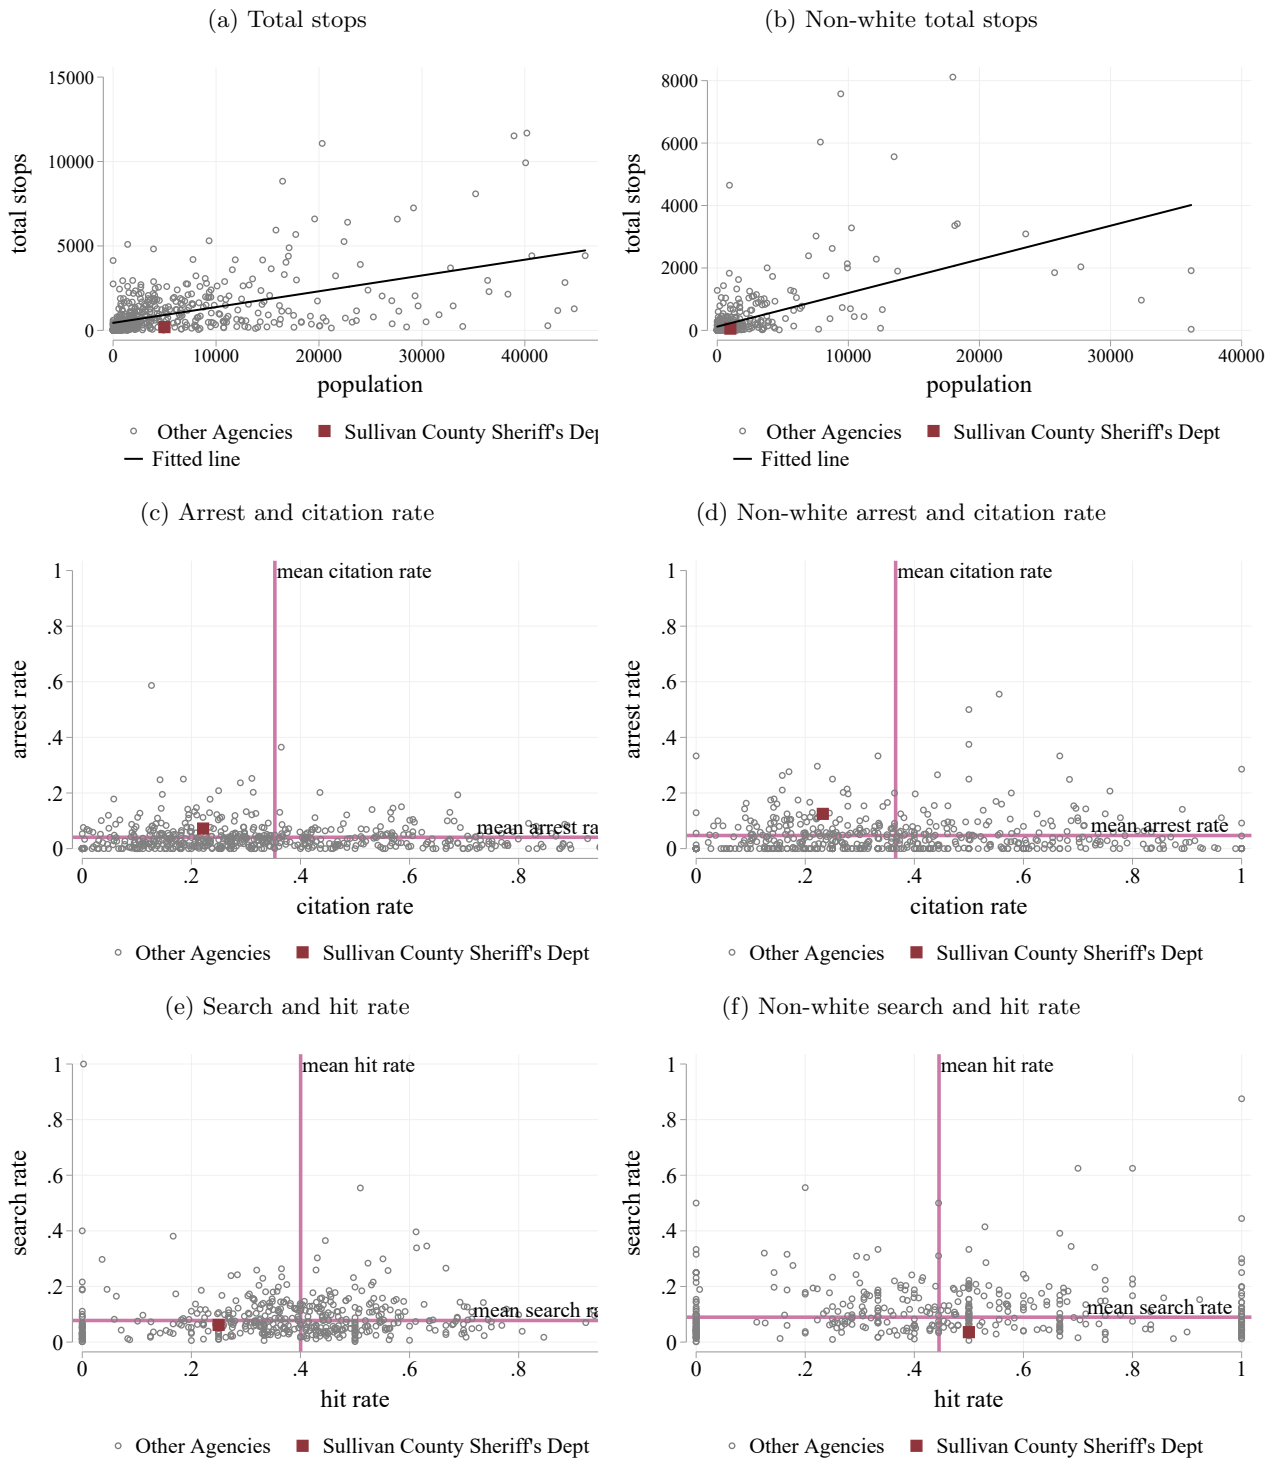 (a) Total stops
(b) Non-white total stops
15000
10000
5000
0
total stops
0 10000 20000 30000 40000
population
Other Agencies Sullivan County Sheriff's Dep
Fitted line
8000
6000
4000
2000
0
total stops
0 10000 20000 30000 40000
population
Other Agencies Sullivan County Sheriff's Dept
Fitted line
(c) Arrest and citation rate
(d) Non-white arrest and citation rate
1
.8
.6
.4
.2
0
arrest rate
mean citation rate
mean arrest ra
0 .2 .4 .6 .8
citation rate
Other Agencies Sullivan County Sheriff's Dept
1
.8
.6
.4
.2
0
arrest rate
mean citation rate
mean arrest rate
0 .2 .4 .6 .8 1
citation rate
Other Agencies Sullivan County Sheriff's Dept
(e) Search and hit rate
(f) Non-white search and hit rate
1
.8
.6
.4
.2
0
search rate
mean hit rate
mean search ra
0 .2 .4 .6 .8
hit rate
Other Agencies Sullivan County Sheriff's Dept
1
.8
.6
.4
.2
0
search rate
mean hit rate
mean search rate
0 .2 .4 .6 .8 1
hit rate
Other Agencies Sullivan County Sheriff's Dept